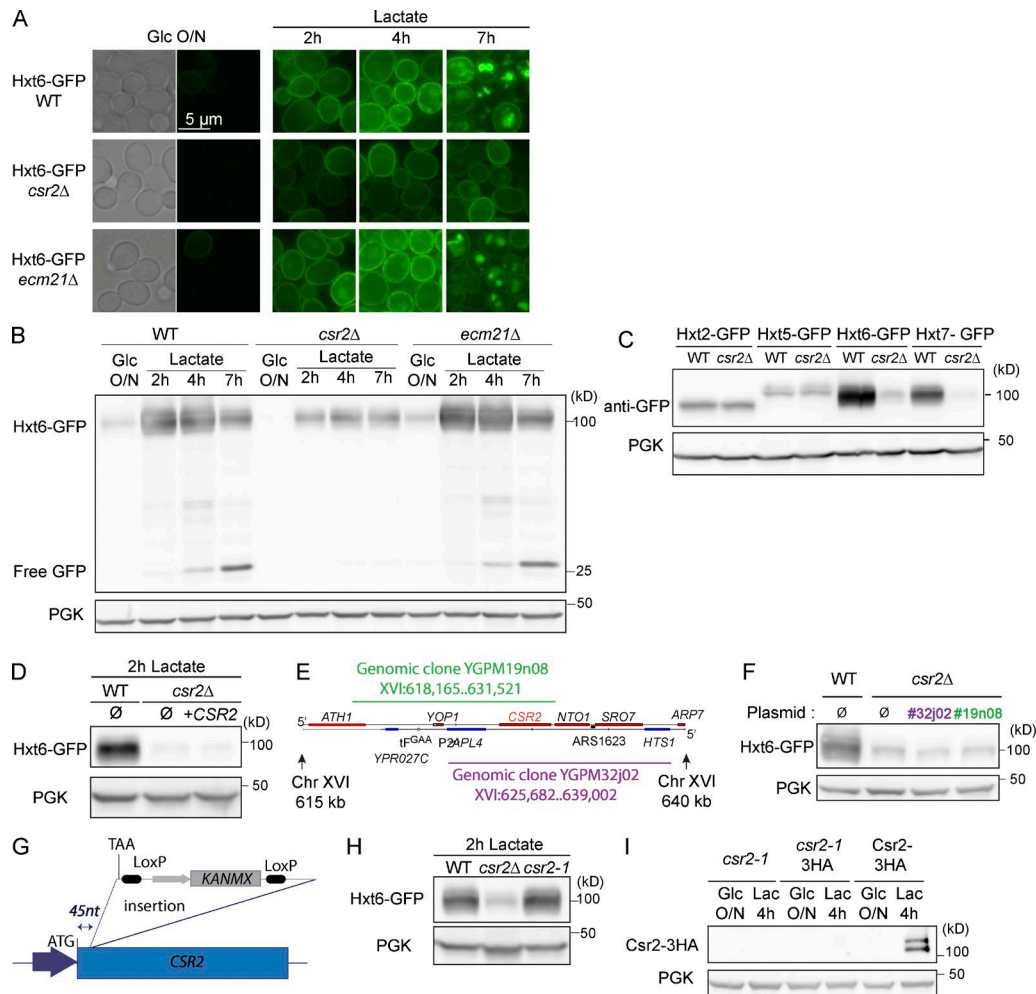 A
Lactate
Glc O/N 2h 4h 7h
Hxt6-GFP
WT
5 µm
Hxt6-GFP
csr2Δ
Hxt6-GFP
ecm21Δ
B
WT csr2Δ ecm21Δ
Glc Lactate Glc Lactate Glc Lactate
O/N 2h 4h 7h O/N 2h 4h 7h O/N 2h 4h 7h
(kD)
Hxt6-GFP
100
Free GFP
25
50
PGK
C
Hxt2-GFP Hxt5-GFP Hxt6-GFP Hxt7- GFP
WT csr2Δ WT csr2Δ WT csr2Δ WT csr2Δ
(kD)
anti-GFP
100
50
PGK
D
2h Lactate
WT csr2Δ
Ø Ø +CSR2
(kD)
Hxt6-GFP
100
50
PGK
E
Genomic clone YGPM19n08
XVI:618,165..631,521
5' ATH1 YOP1 CSR2 NTO1 SRO7 ARP7 3'
tFGAA APL4 ARS1623 HTS1
YPR027C
Chr XVI
615 kb
Genomic clone YGPM32j02
XVI:625,682..639,002
Chr XVI
640 kb
F
WT csr2Δ
Plasmid : Ø Ø #32j02 #19n08
(kD)
Hxt6-GFP
100
50
PGK
G
TAA
LoxP LoxP
KANMX
insertion
45nt
ATG
CSR2
H
2h Lactate
WT csr2Δ csr2-1
(kD)
Hxt6-GFP
100
50
PGK
I
csr2-1 csr2-1 3HA Csr2-3HA
Glc Lac Glc Lac Glc Lac
O/N 4h O/N 4h O/N 4h
(kD)
Csr2-3HA
100
50
PGK